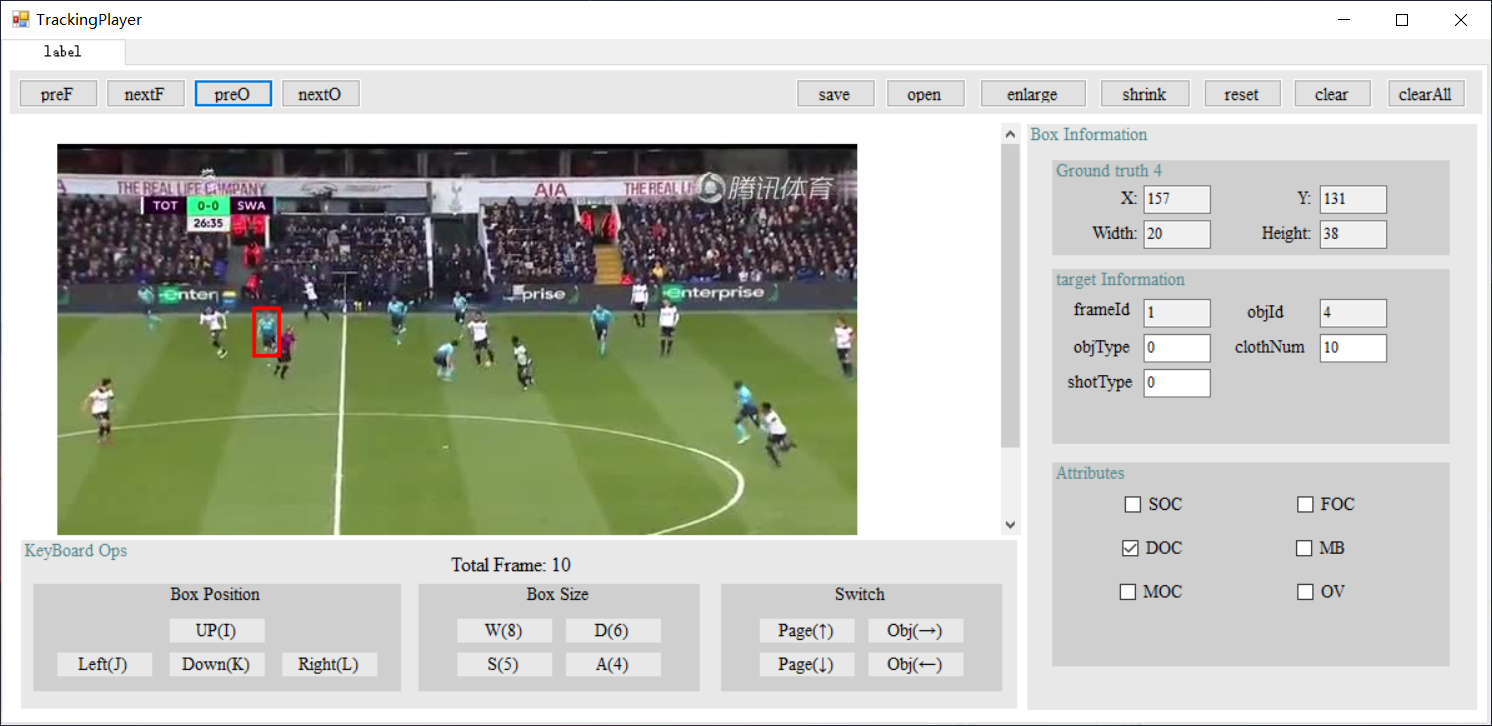 TrackingPlayer
label
preF nextF preO nextO save open enlarge shrink reset clear clearAll
THE REAL LIFE COMPANY AIA THE REAL LI
腾讯体育
TOT 0-0 SWA
26:35
enter prise enterprise
Box Information
Ground truth 4
X: 157 Y: 131
Width: 20 Height: 38
target Information
frameId 1 objId 4
objType 0 clothNum 10
shotType 0
Attributes
SOC FOC
DOC MB
MOC OV
KeyBoard Ops
Total Frame: 10
Box Position
UP(I)
Left(J) Down(K) Right(L)
Box Size
W(8) D(6)
S(5) A(4)
Switch
Page(↑) Obj(→)
Page(↓) Obj(←)